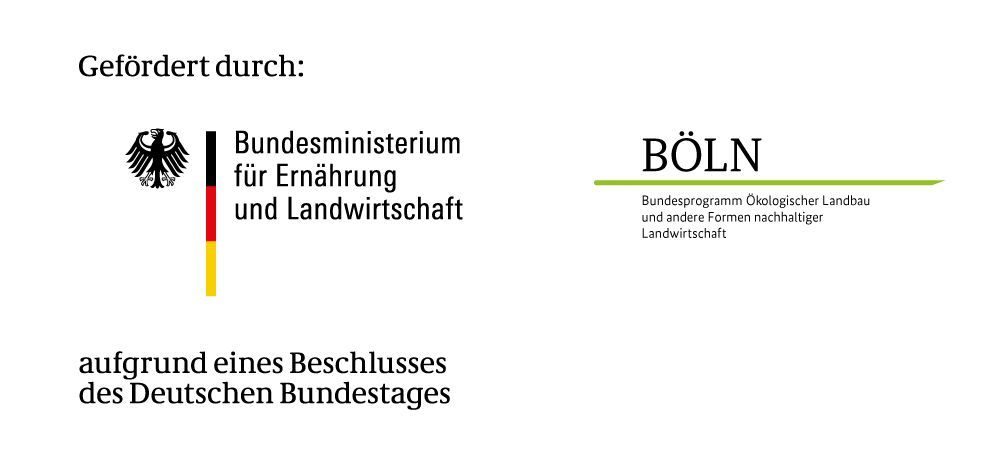 Gefördert durch:
Bundesministerium
für Ernährung
und Landwirtschaft
BÖLN
Bundesprogramm Ökologischer Landbau
und andere Formen nachhaltiger
Landwirtschaft
aufgrund eines Beschlusses
des Deutschen Bundestages